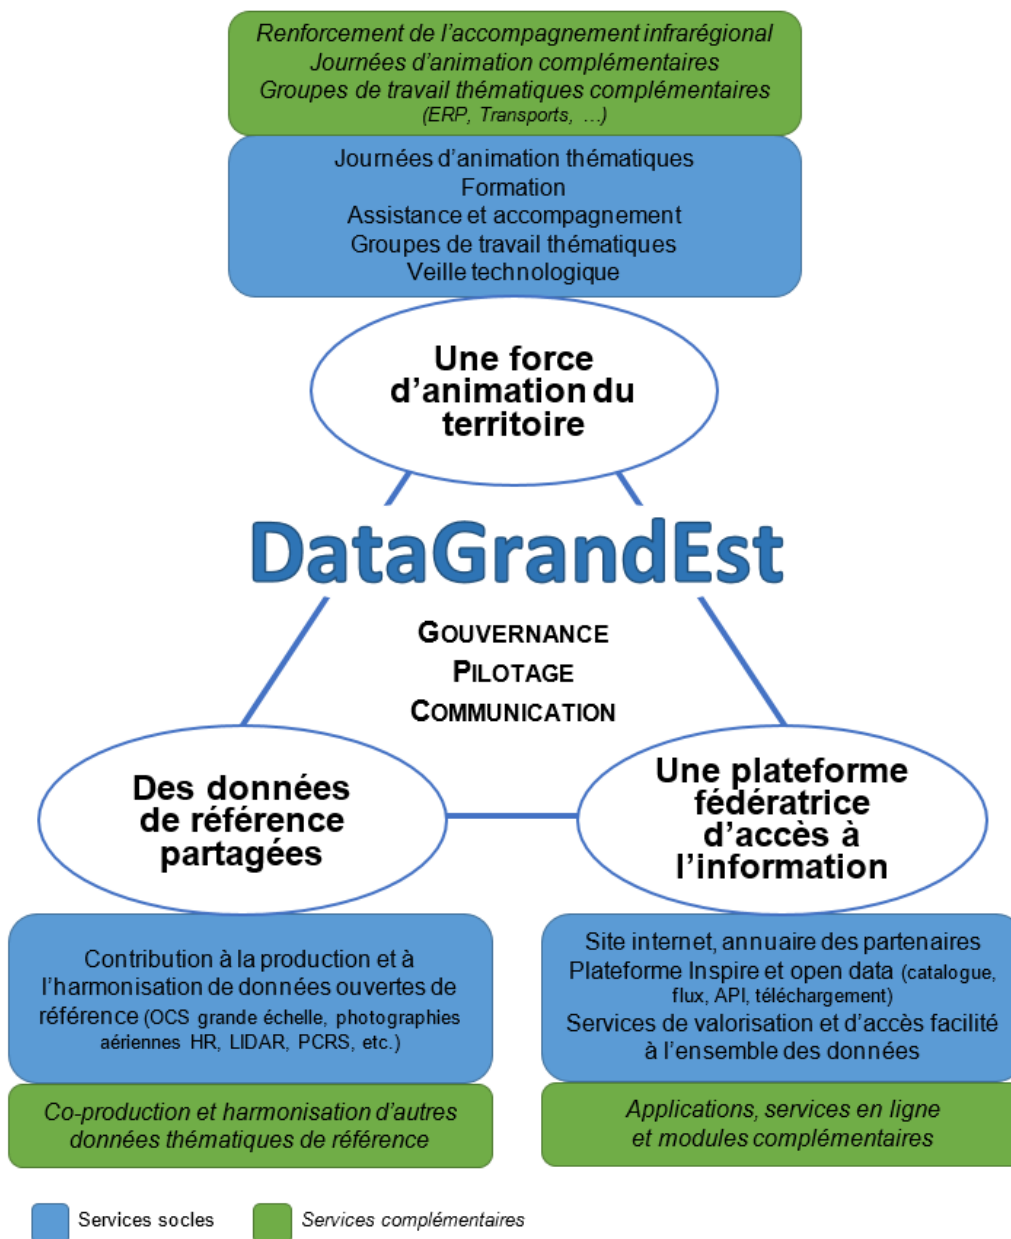 Renforcement de l'accompagnement infrarégional
Journées d'animation complémentaires
Groupes de travail thématiques complémentaires
(ERP, Transports, ...)
Journées d'animation thématiques
Formation
Assistance et accompagnement
Groupes de travail thématiques
Veille technologique
Une force
d'animation du
territoire
DataGrandEst
GOUVERNANCE
PILOTAGE
COMMUNICATION
Des données
de référence
partagées
Une plateforme
fédératrice
d'accès à
l'information
Contribution à la production et à
l'harmonisation de données ouvertes de
référence (OCS grande échelle, photographies
aériennes HR, LIDAR, PCRS, etc.)
Co-production et harmonisation d'autres
données thématiques de référence
Site internet, annuaire des partenaires
Plateforme Inspire et open data (catalogue,
flux, API, téléchargement)
Services de valorisation et d'accès facilité
à l'ensemble des données
Applications, services en ligne
et modules complémentaires
Services socles
Services complémentaires